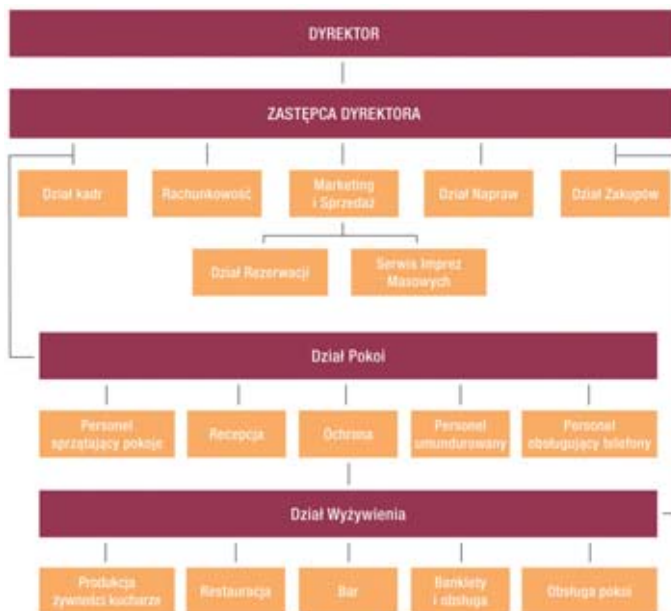 DYREKTOR
ZASTĘPCA DYREKTORA
Dział kadr
Rachunkowość
Marketing
i Sprzedaż
Dział Napraw
Dział Zakupów
Dział Rezerwacji
Serwis Imprez
Masowych
Dział Pokoi
Personel
sprzątający pokoje
Recepcja
Ochrona
Personel
umundurowany
Personel
obsługujący telefony
Dział Wyżywienia
Produkcja
żywności kucharze
Restauracja
Bar
Bankiety
i obsługa
Obsługa pokoi